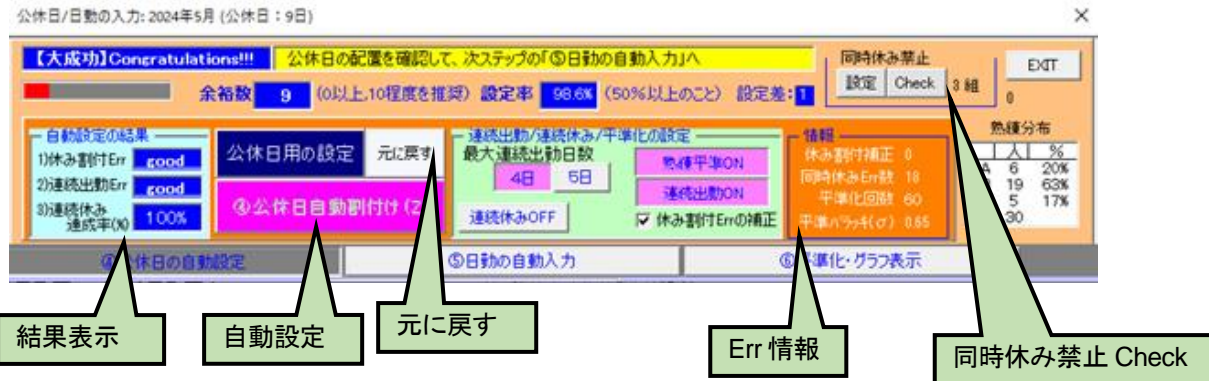 公休日/日勤の入力: 2024年5月 (公休日：9日)
【大成功】Congratulations!!!
公休日の配置を確認して、次ステップの「⑤日勤の自動入力」へ
同時休み禁止
設定 Check 3組
EXIT
余裕数 9 (0以上,10程度を推奨) 設定率 98.6% (50%以上のこと) 設定差: 1
0
自動設定の結果
1)休み割付Err good
2)連続出勤Err good
3)連続休み
達成率(%) 100%
公休日用の設定
元に戻す
④公休日自動割付け (Z
連続出勤/連続休み/平準化の設定
最大連続出勤日数
4日 5日
熟練平準ON
連続出勤ON
連続休みOFF
休み割付Errの補正
情報
休み割付補正 0
同時休みErr数 18
平準化回数 60
平準バラツキ(σ) 0.65
熟練分布
人 %
A 6 20%
19 63%
5 17%
30
公休日の自動設定
⑤日勤の自動入力
準化・グラフ表示
結果表示
自動設定
元に戻す
Err 情報
同時休み禁止 Check